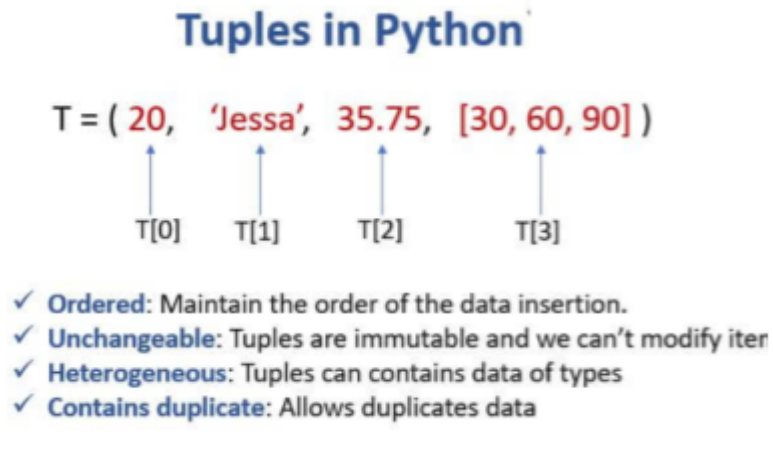 Tuples in Python
T = ( 20, ‘Jessa’, 35.75, [30, 60, 90] )
T[0] T[1] T[2] T[3]
✓ Ordered: Maintain the order of the data insertion.
✓ Unchangeable: Tuples are immutable and we can’t modify
✓ Heterogeneous: Tuples can contains data of types
✓ Contains duplicate: Allows duplicates data